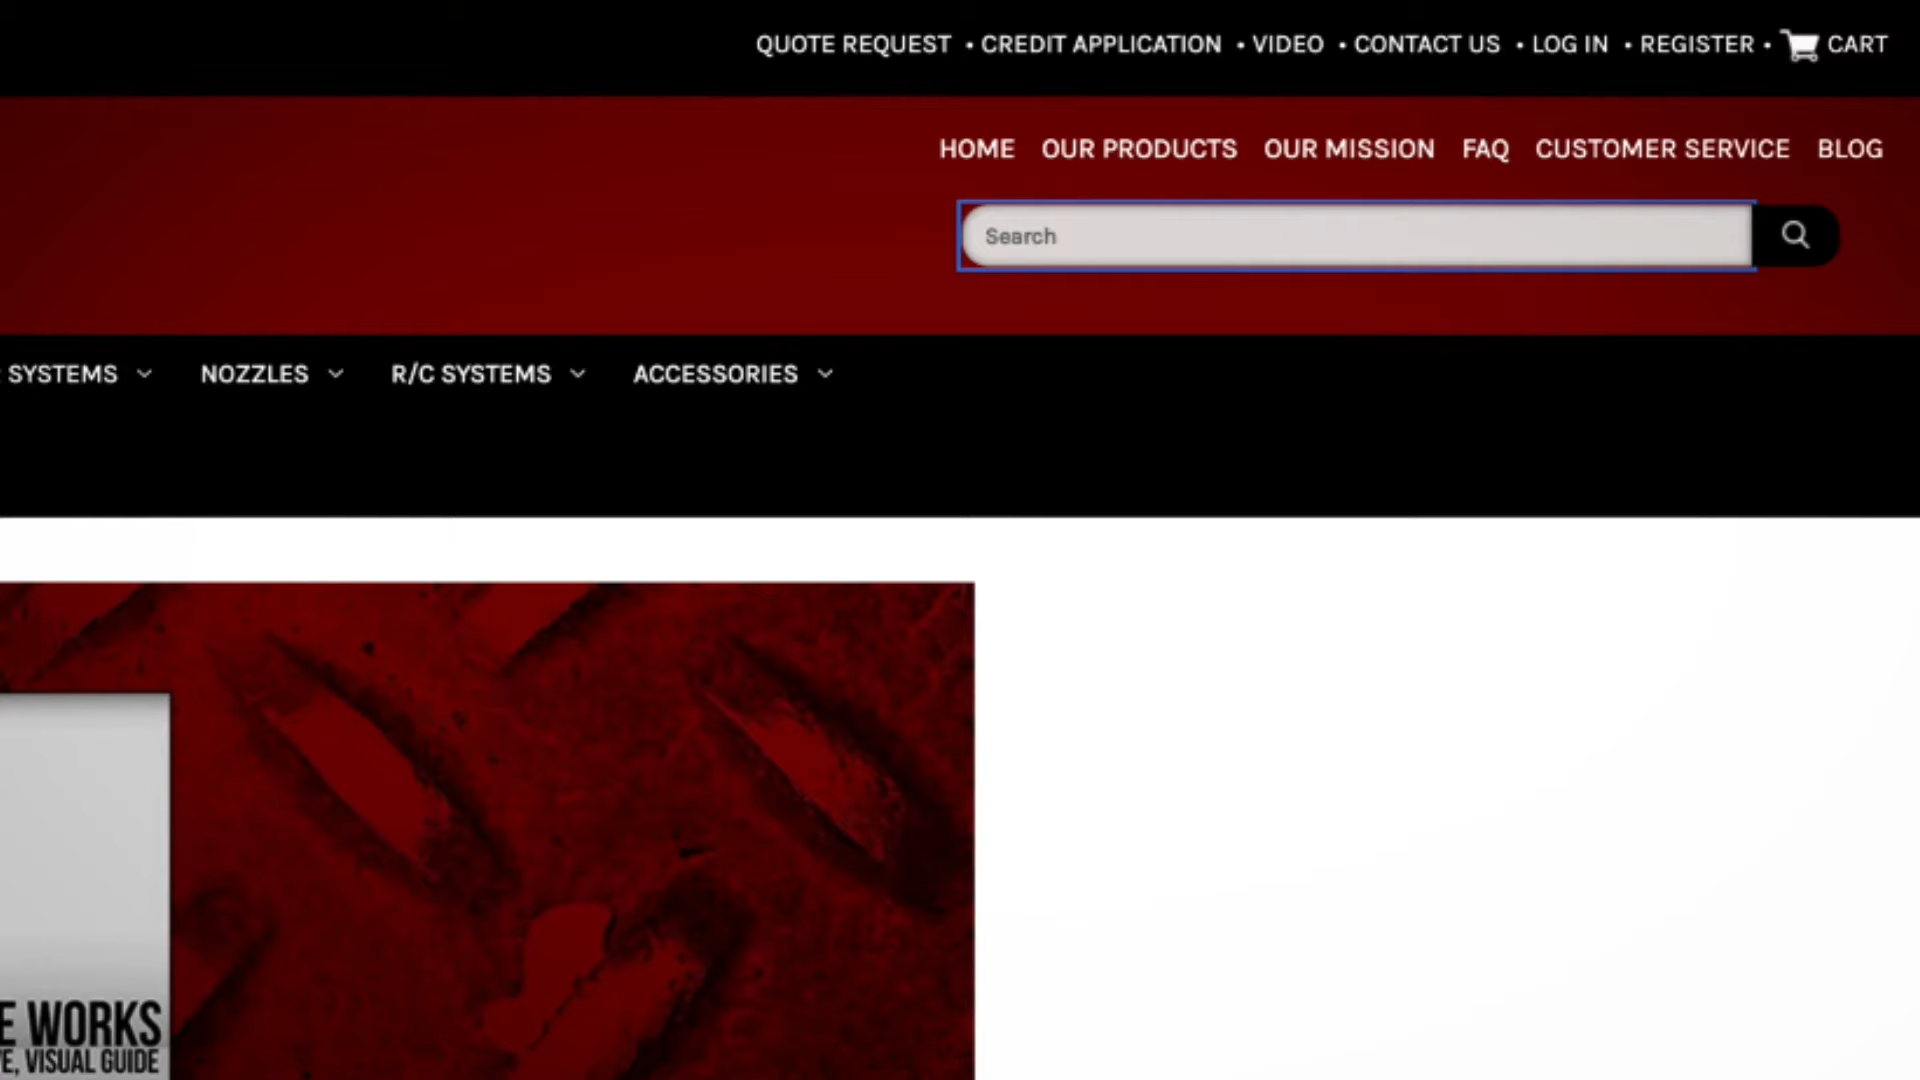 QUOTE REQUEST • CREDIT APPLICATION • VIDEO • CONTACT US • LOG IN • REGISTER • CART
HOME OUR PRODUCTS OUR MISSION FAQ CUSTOMER SERVICE BLOG
Search
SYSTEMS NOZZLES R/C SYSTEMS ACCESSORIES
WORKS
VISUAL GUIDE